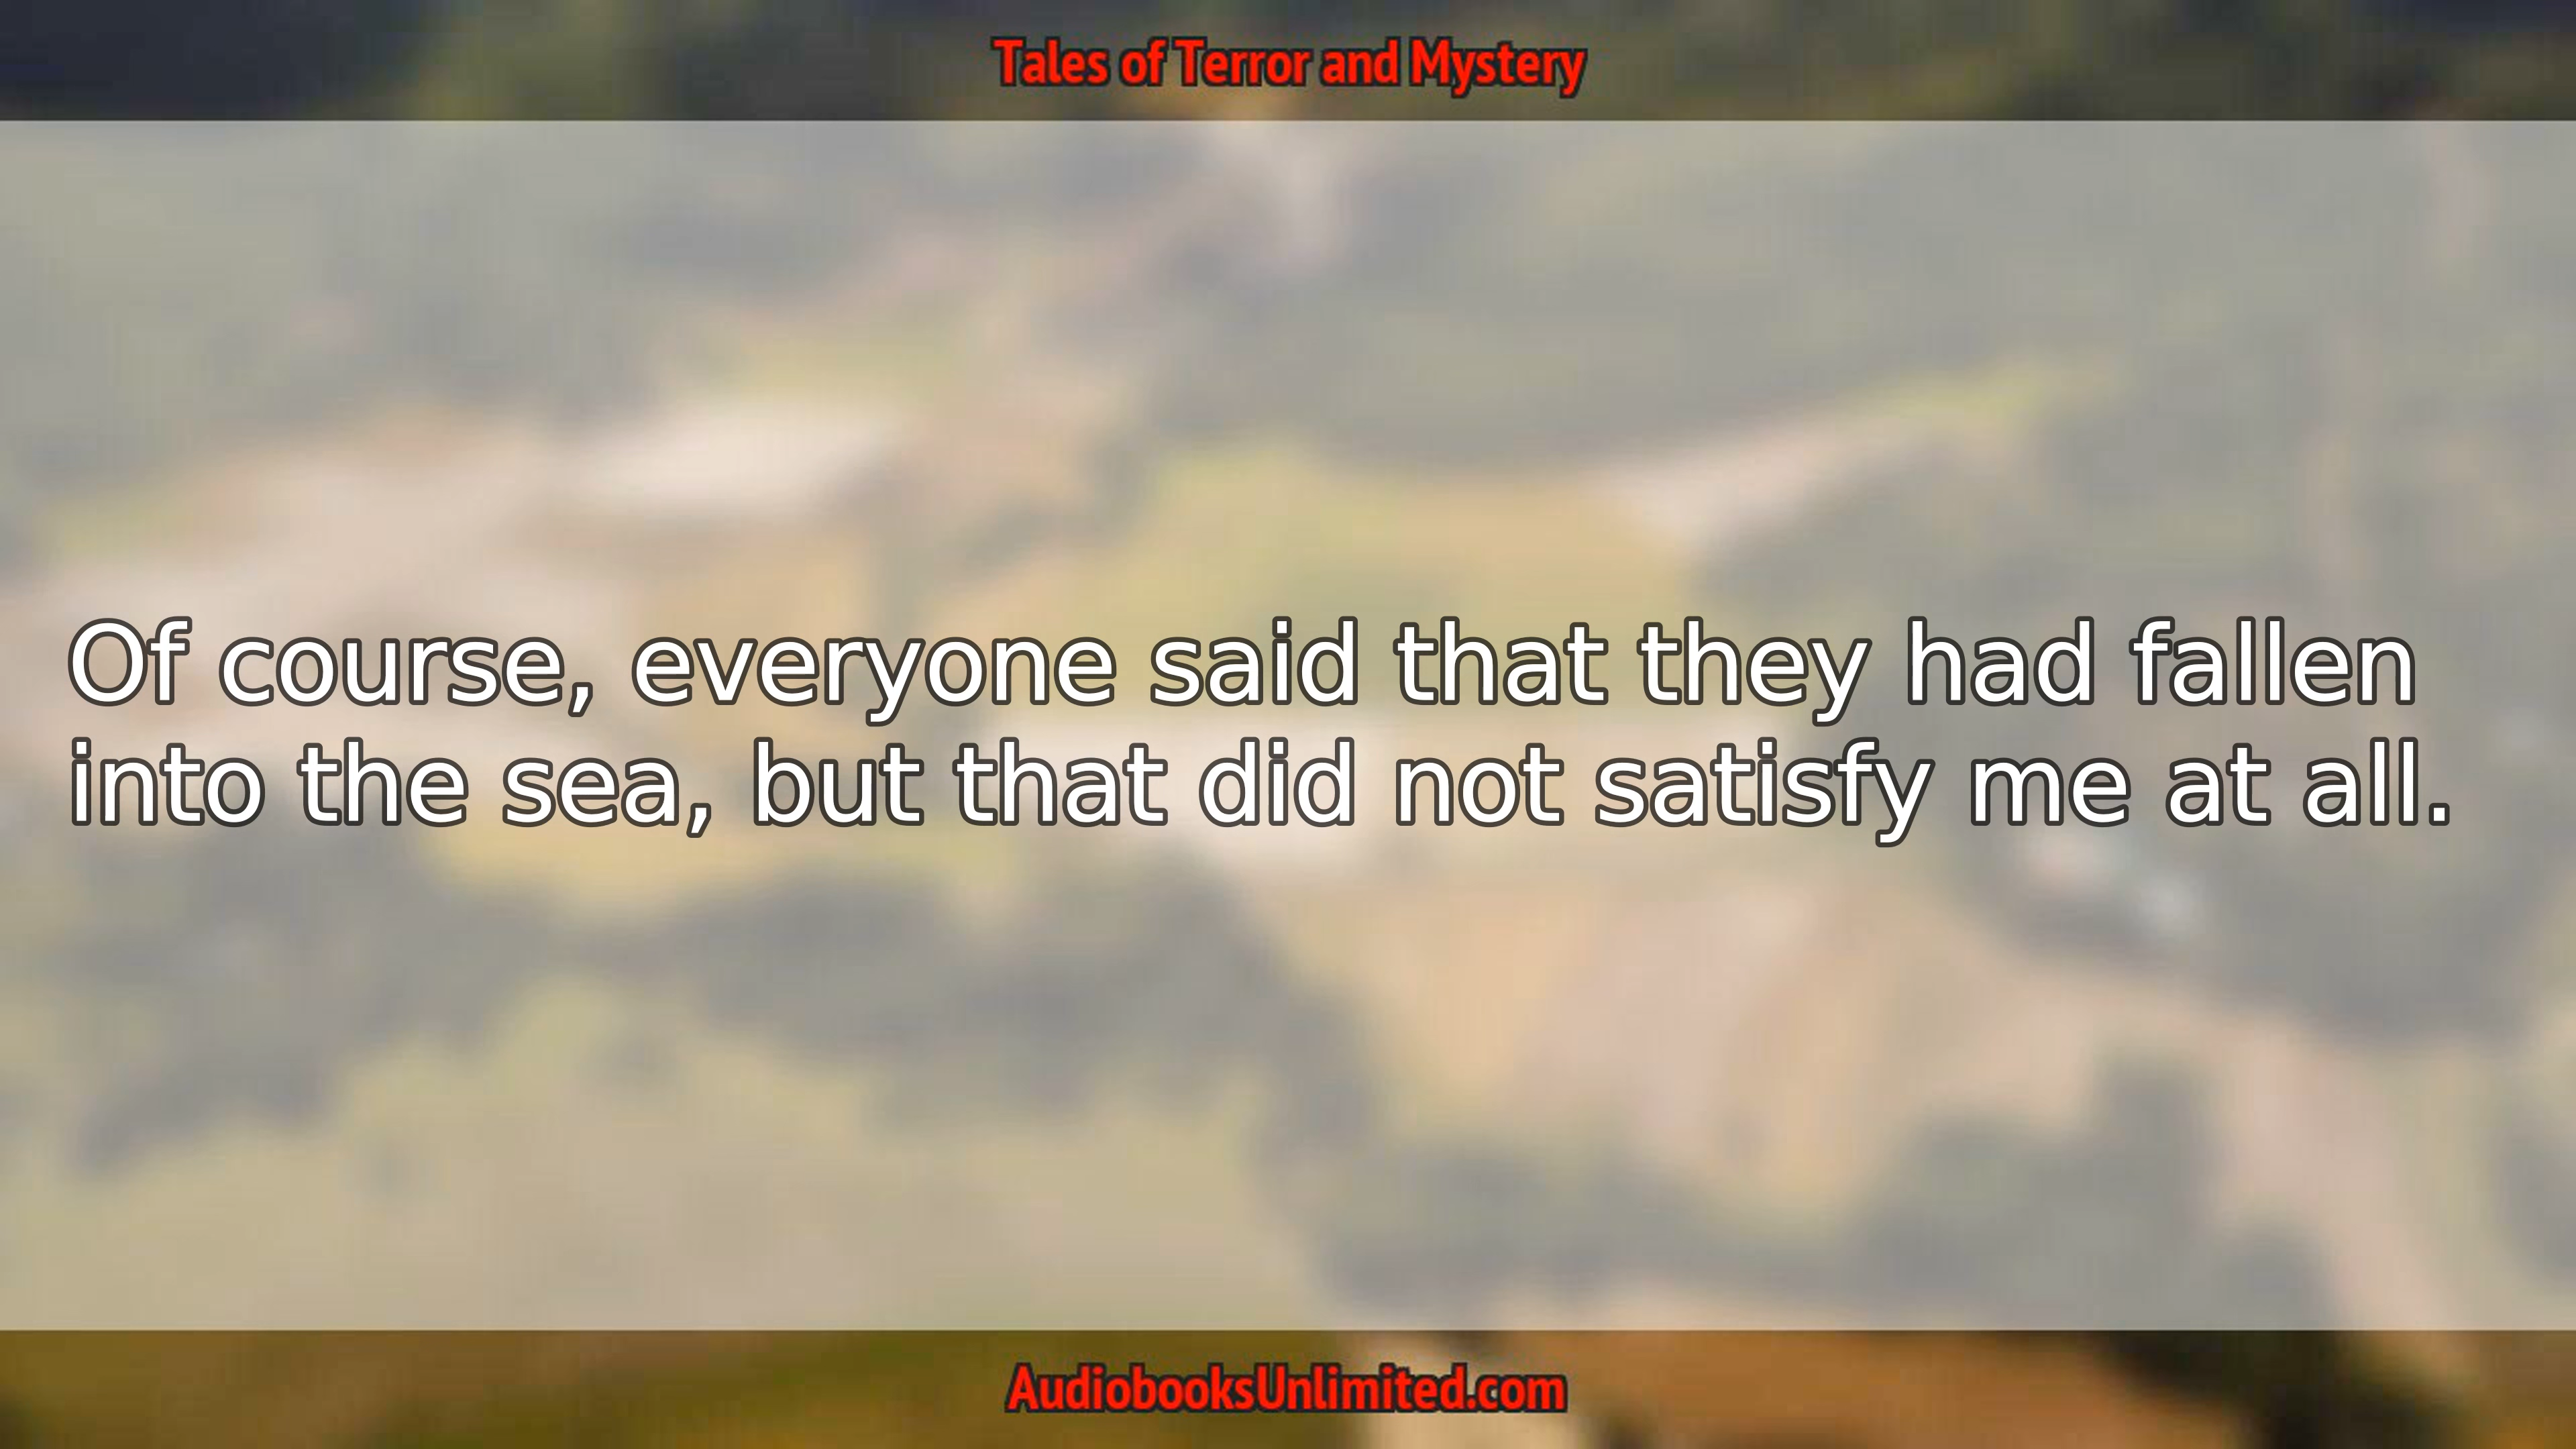 Tales of Terror and Mystery
Of course, everyone said that they had fallen
into the sea, but that did not satisfy me at all.
AudiobooksUnlimited.com